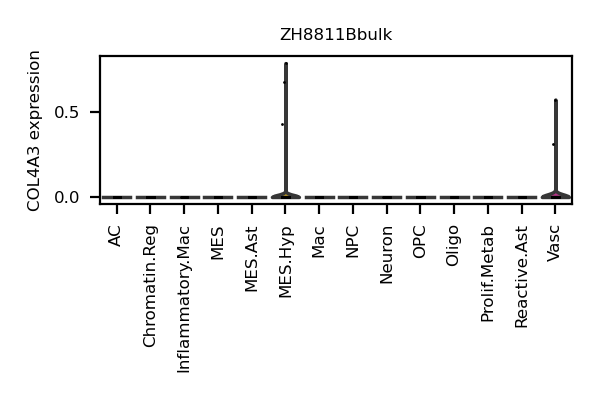 ZH8811Bbulk
COL4A3 expression
0.5
0.0
AC
Chromatin.Reg
Inflammatory.Mac
MES
MES.Ast
MES.Hyp
Mac
NPC
Neuron
OPC
Oligo
Prolif.Metab
Reactive.Ast
Vasc